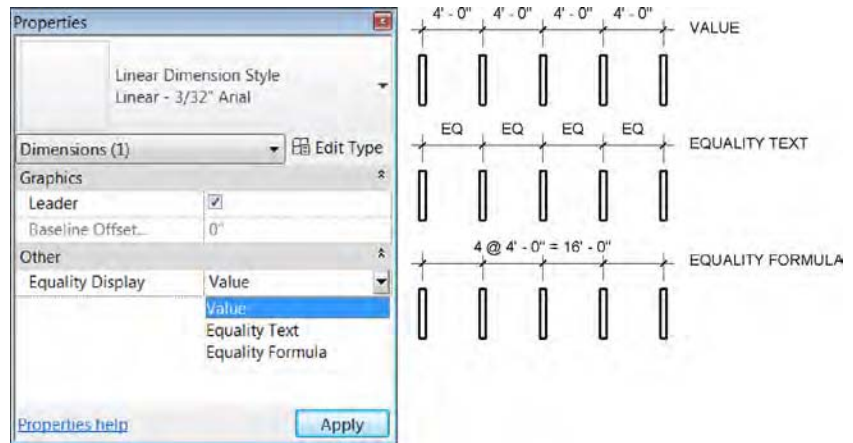 Properties
Linear Dimension Style
Linear - 3/32" Arial
Dimensions (1)
Edit Type
Graphics
Leader
Baseline Offset... 0"
Other
Equality Display Value
Value
Equality Text
Equality Formula
Properties help
Apply
4' - 0" 4' - 0" 4' - 0" 4' - 0"
VALUE
EQ EQ EQ EQ
EQUALITY TEXT
4 @ 4' - 0" = 16' - 0"
EQUALITY FORMULA